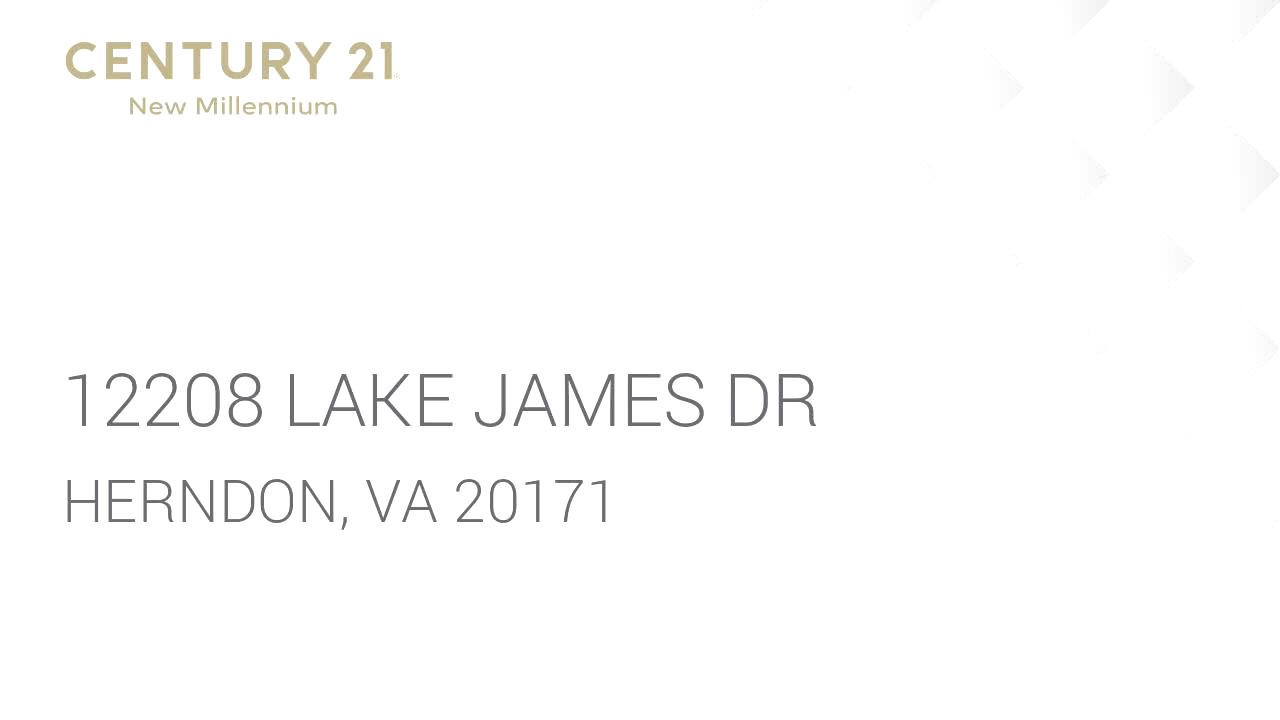 CENTURY 21
New Millennium
12208 LAKE JAMES DR
HERNDON, VA 20171